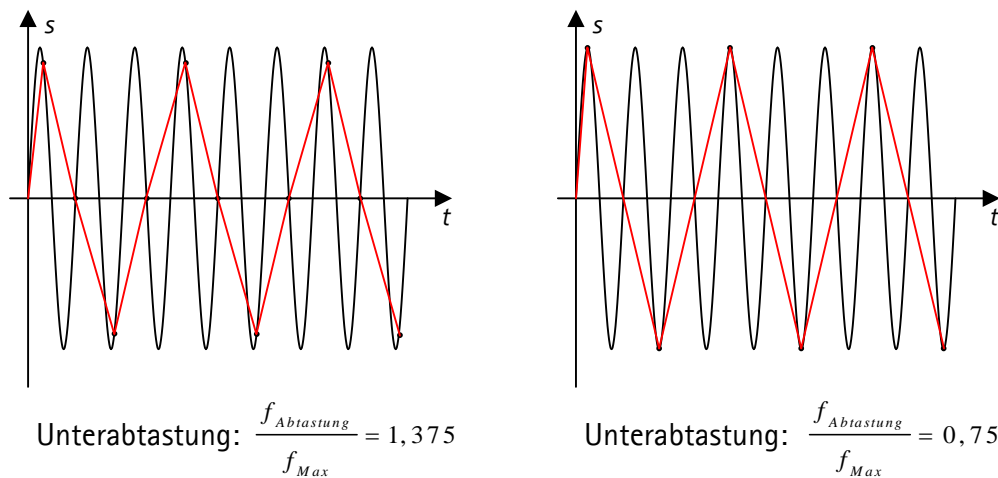 s
t
Unterabtastung: f_Abtastung / f_Max = 1,375
s
t
Unterabtastung: f_Abtastung / f_Max = 0,75